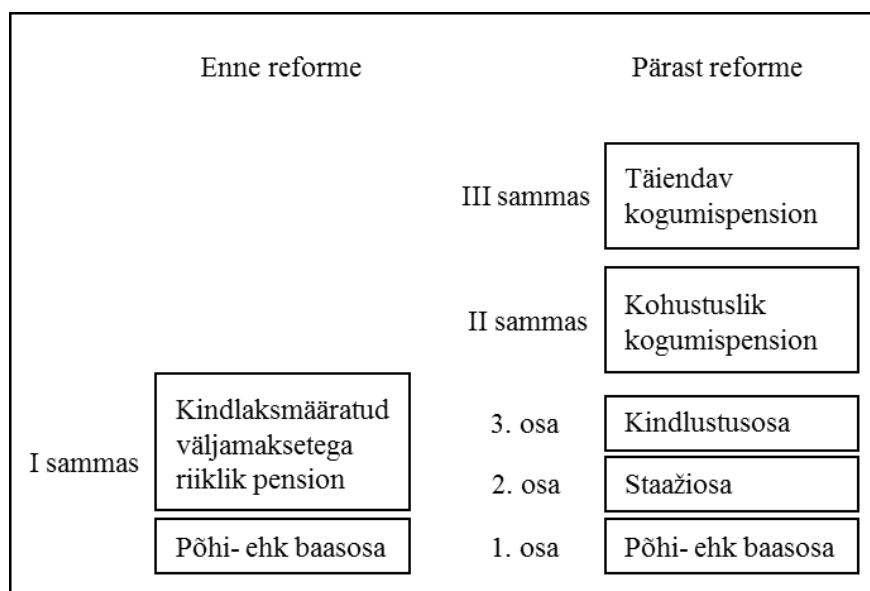 Enne reforme
Pärast reforme
III sammas
Täiendav
kogumispension
II sammas
Kohustuslik
kogumispension
I sammas
Kindlaksmääratud
väljamaksetega
riiklik pension
3. osa
Kindlustusosa
2. osa
Staažiosa
Põhi- ehk baasosa
1. osa
Põhi- ehk baasosa